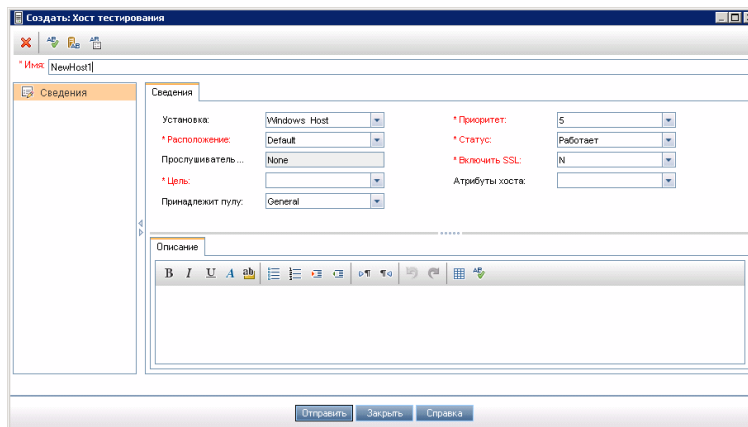 Создать: Хост тестирования
* Имя: NewHost1
Сведения
Сведения
Установка: Windows Host
* Приоритет: 5
* Расположение: Default
* Статус: Работает
Прослушиватель ... None
* Включить SSL: N
* Цель:
Атрибуты хоста:
Принадлежит пулу: General
Описание
B I U A ab
Отправить Закрыть Справка